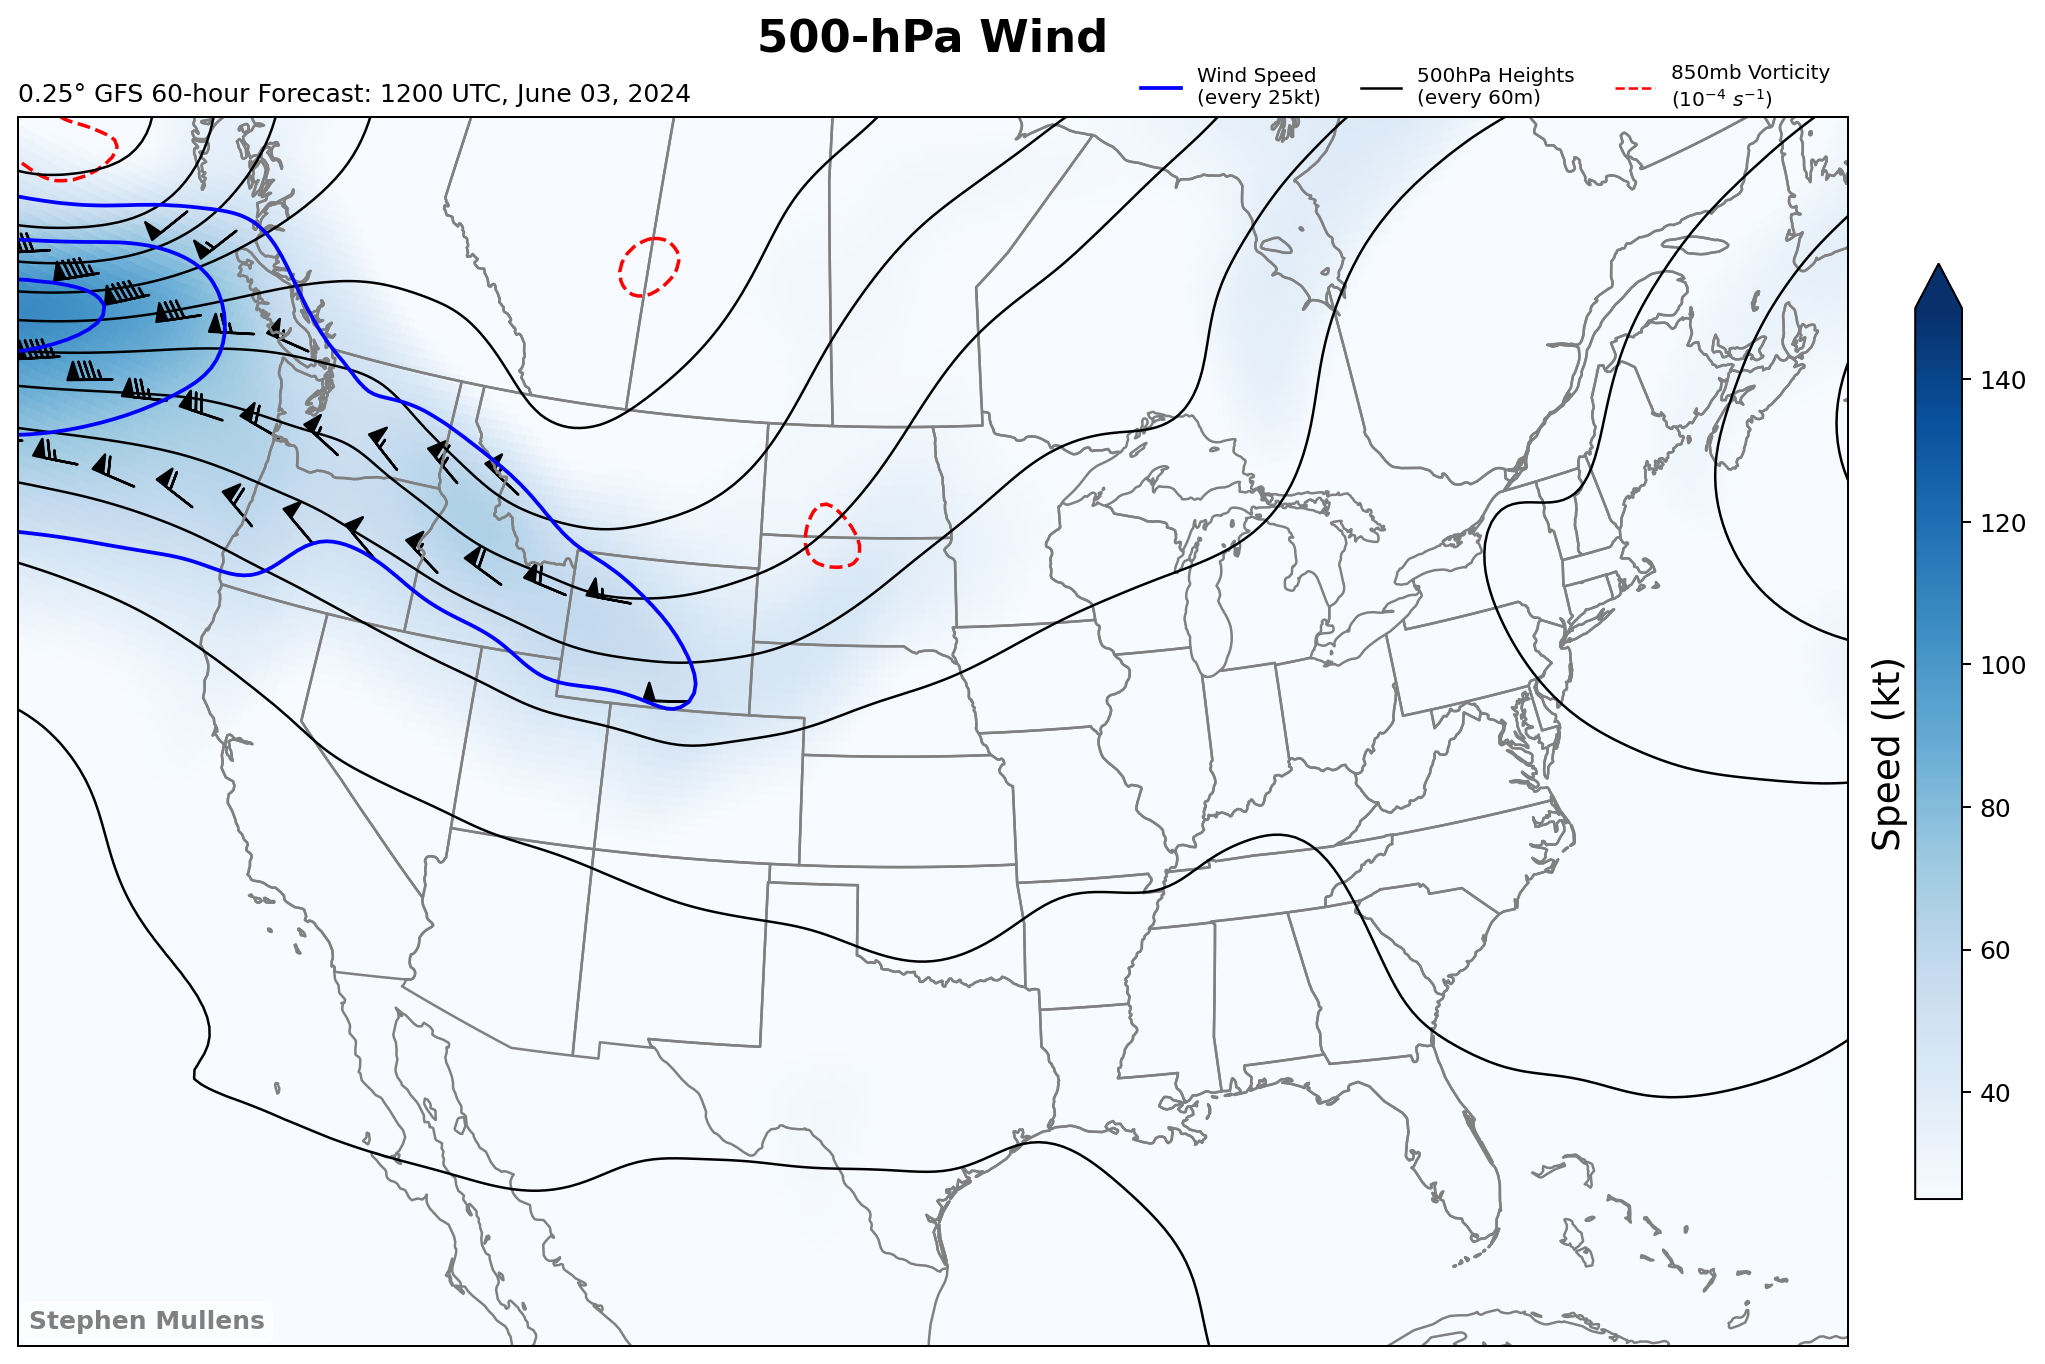 500-hPa Wind
0.25° GFS 60-hour Forecast: 1200 UTC, June 03, 2024
Wind Speed
(every 25kt)
500hPa Heights
(every 60m)
850mb Vorticity
(10⁻⁴ s⁻¹)
140
120
100
80
60
40
Speed (kt)
Stephen Mullens